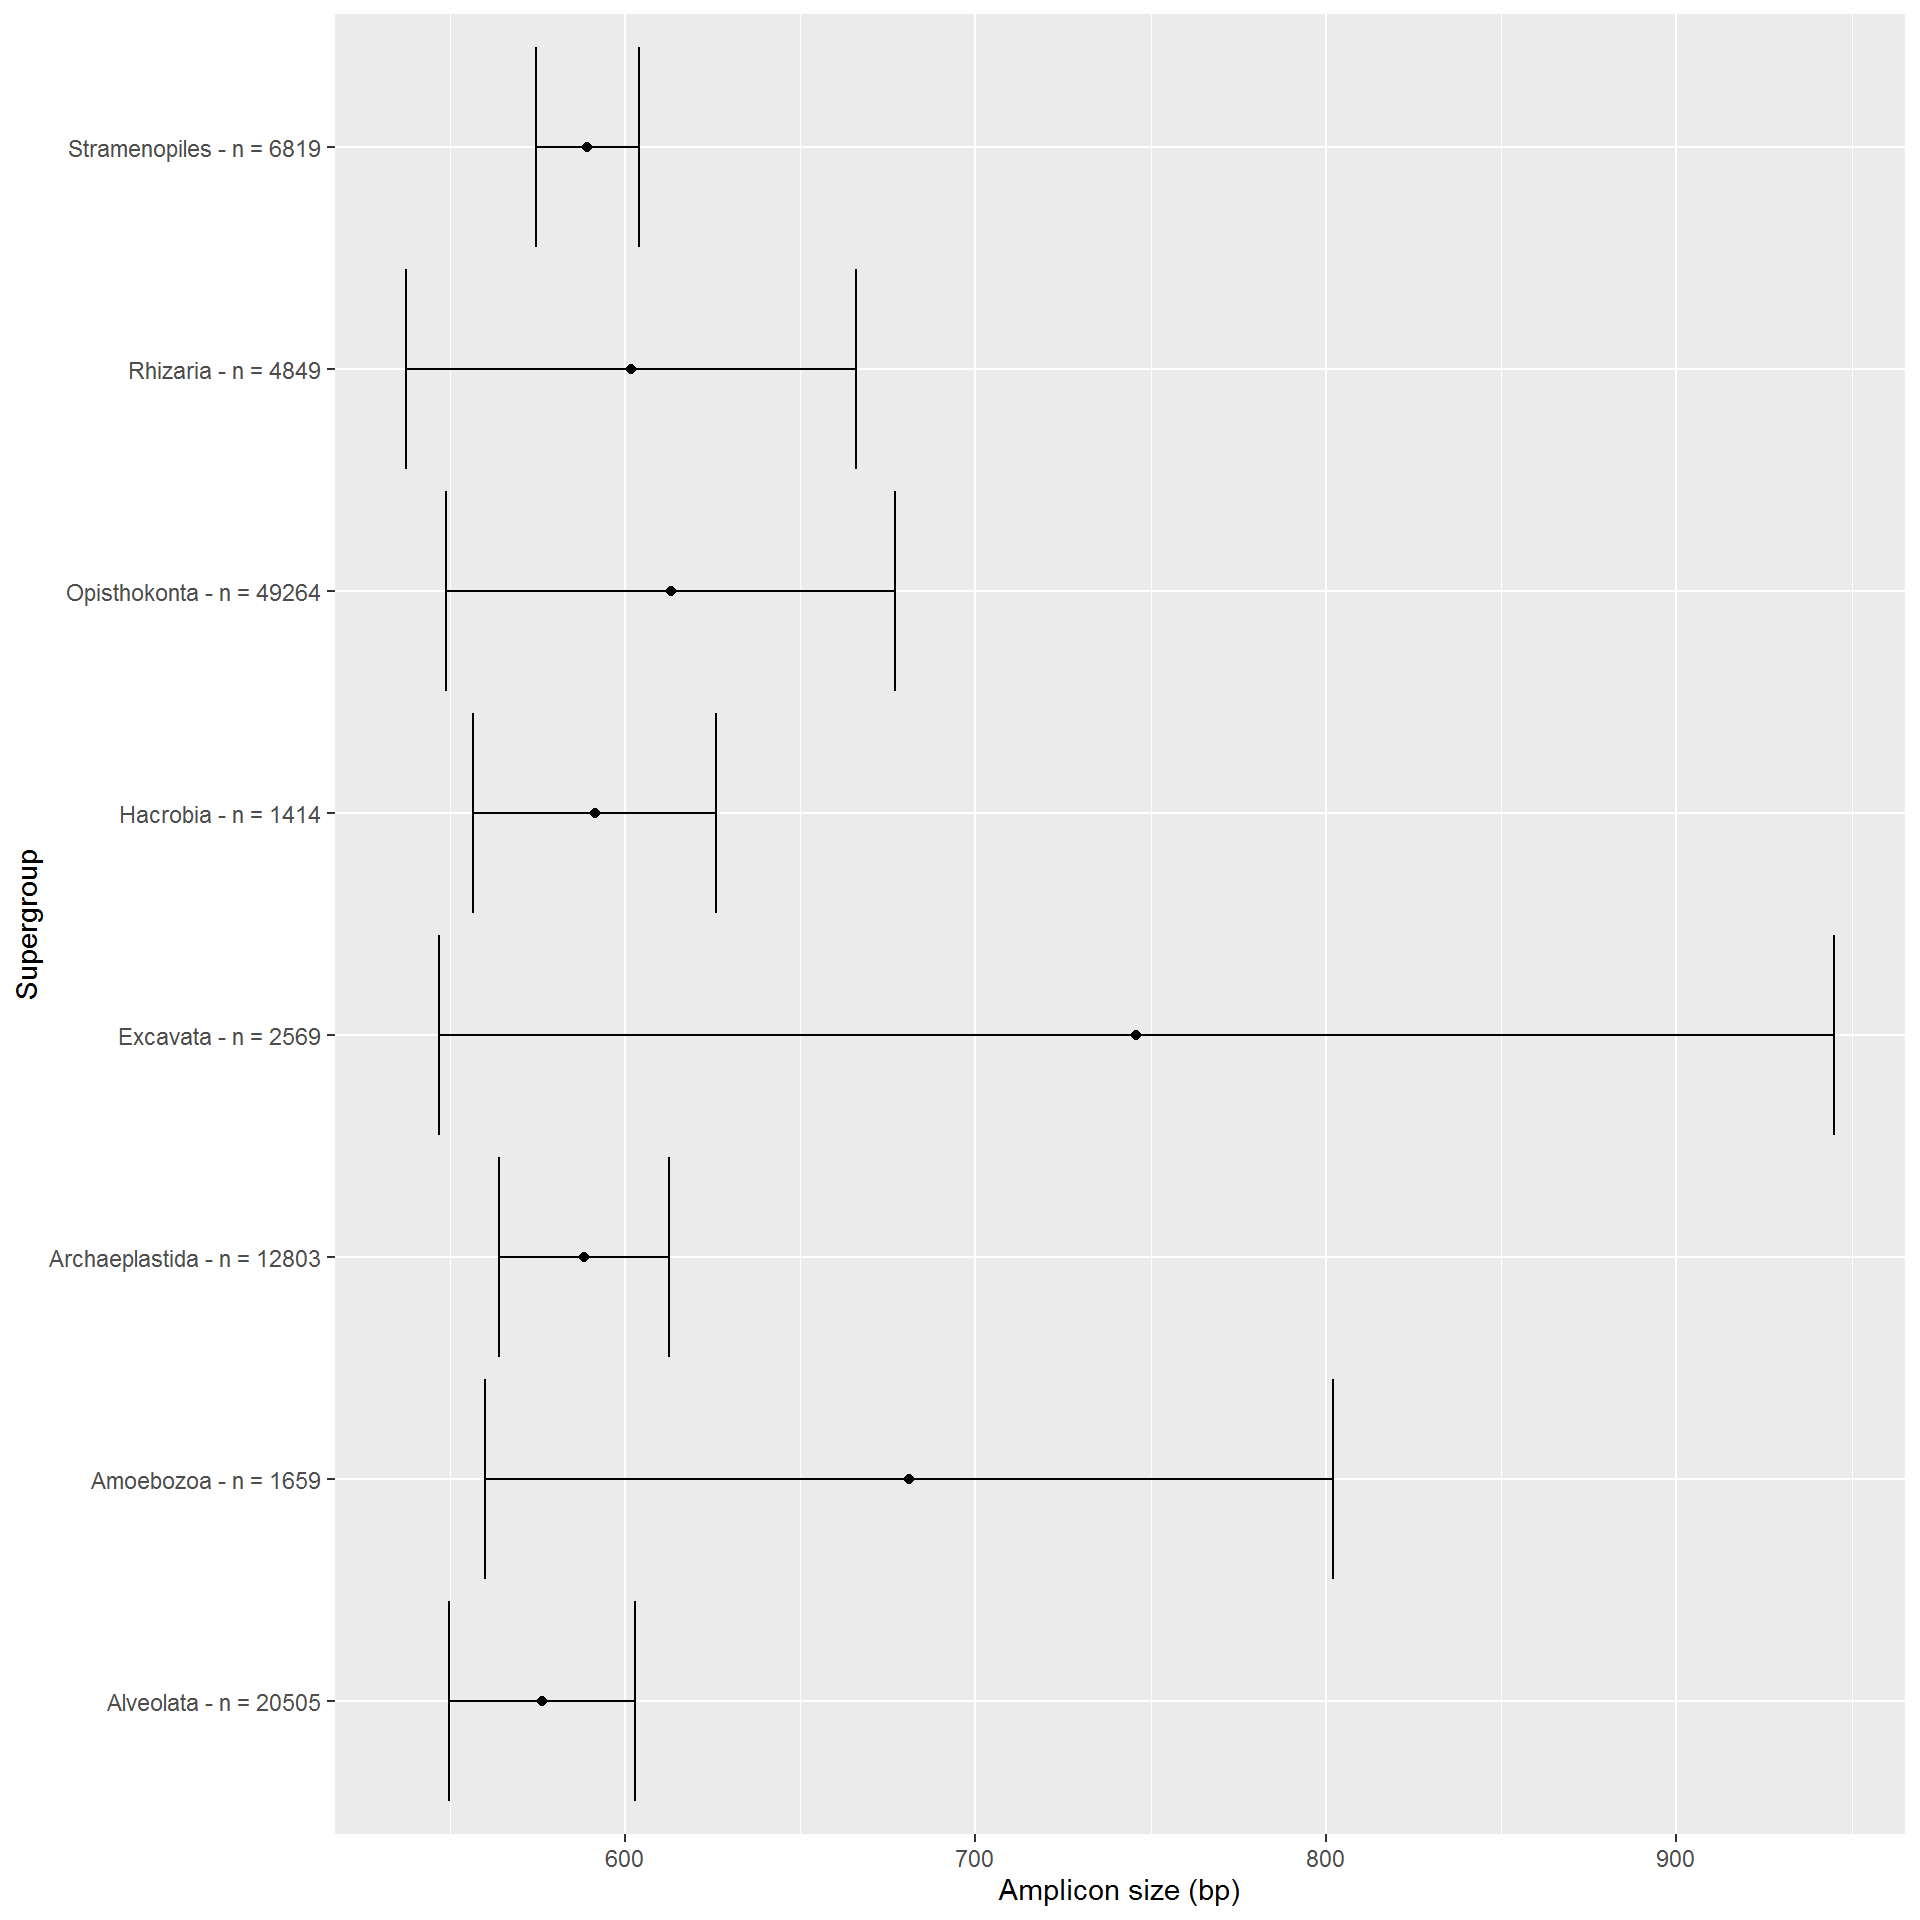 Supergroup
Stramenopiles - n = 6819
Rhizaria - n = 4849
Opisthokonta - n = 49264
Hacrobia - n = 1414
Excavata - n = 2569
Archaeplastida - n = 12803
Amoebozoa - n = 1659
Alveolata - n = 20505
600 700 800 900
Amplicon size (bp)